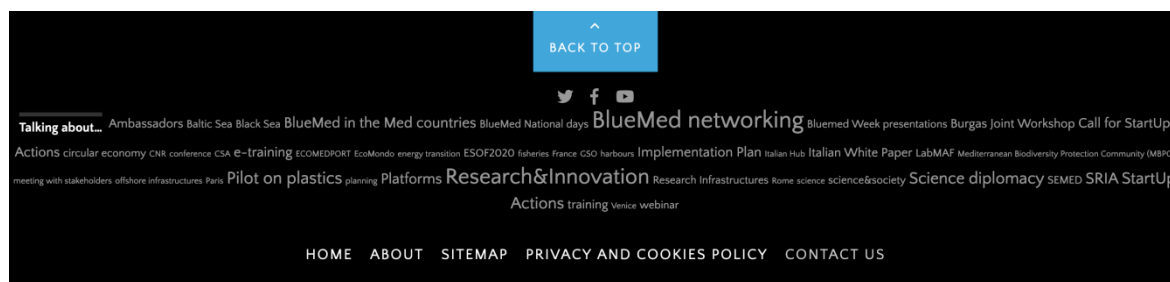 BACK TO TOP
Talking about... Ambassadors Baltic Sea Black Sea BlueMed in the Med countries BlueMed National days BlueMed networking Bluemed Week presentations Burgas Joint Workshop Call for StartUp
Actions circular economy CNR conference CSA e-training ECOMEDPORT EcoMondo energy transition ESOF2020 fisheries France GSO harbours Implementation Plan Italian Hub Italian White Paper LabMAF Mediterranean Biodiversity Protection Community (MBPC
meeting with stakeholders offshore infrastructures Paris Pilot on plastics planning Platforms Research&Innovation Research Infrastructures Rome science science&society Science diplomacy SEMED SRIA StartUp
Actions training Venice webinar
HOME ABOUT SITEMAP PRIVACY AND COOKIES POLICY CONTACT US